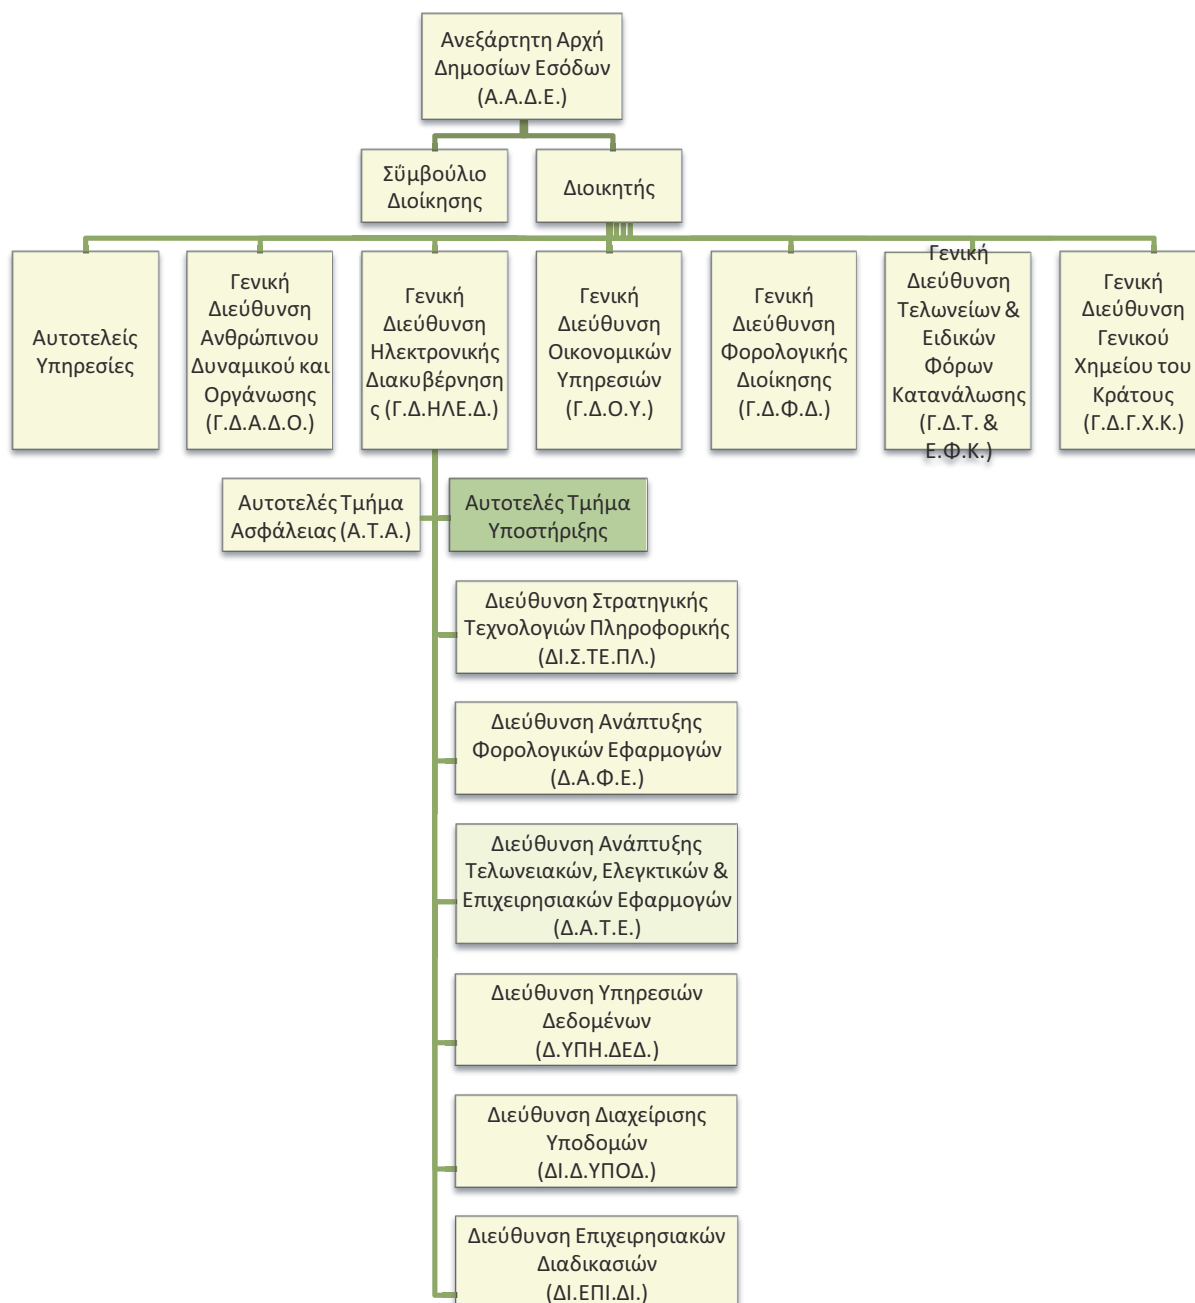 Ανεξάρτητη Αρχή
Δημοσίων Εσόδων
(Α.Α.Δ.Ε.)
Σΰμβούλιο
Διοίκησης
Διοικητής
Αυτοτελείς
Υπηρεσίες
Γενική
Διεύθυνση
Ανθρώπινου
Δυναμικού και
Οργάνωσης
(Γ.Δ.Α.Δ.Ο.)
Γενική
Διεύθυνση
Ηλεκτρονικής
Διακυβέρνηση
ς (Γ.Δ.ΗΛΕ.Δ.)
Γενική
Διεύθυνση
Οικονομικών
Υπηρεσιών
(Γ.Δ.Ο.Υ.)
Γενική
Διεύθυνση
Φορολογικής
Διοίκησης
(Γ.Δ.Φ.Δ.)
Γενική
Διεύθυνση
Τελωνείων &
Ειδικών
Φόρων
Κατανάλωσης
(Γ.Δ.Τ. &
Ε.Φ.Κ.)
Γενική
Διεύθυνση
Γενικού
Χημείου του
Κράτους
(Γ.Δ.Γ.Χ.Κ.)
Αυτοτελές Τμήμα
Ασφάλειας (Α.Τ.Α.)
Αυτοτελές Τμήμα
Υποστήριξης
Διεύθυνση Στρατηγικής
Τεχνολογιών Πληροφορικής
(ΔΙ.Σ.ΤΕ.ΠΛ.)
Διεύθυνση Ανάπτυξης
Φορολογικών Εφαρμογών
(Δ.Α.Φ.Ε.)
Διεύθυνση Ανάπτυξης
Τελωνειακών, Ελεγκτικών &
Επιχειρησιακών Εφαρμογών
(Δ.Α.Τ.Ε.)
Διεύθυνση Υπηρεσιών
Δεδομένων
(Δ.ΥΠΗ.ΔΕΔ.)
Διεύθυνση Διαχείρισης
Υποδομών
(ΔΙ.Δ.ΥΠΟΔ.)
Διεύθυνση Επιχειρησιακών
Διαδικασιών
(ΔΙ.ΕΠΙ.ΔΙ.)